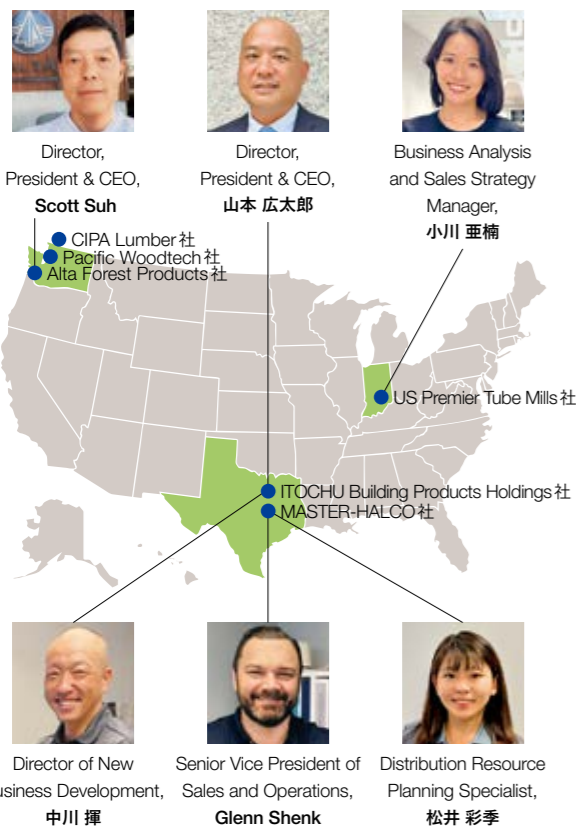 Director,
President & CEO,
Scott Suh
Director,
President & CEO,
山本 広太郎
Business Analysis
and Sales Strategy
Manager,
小川 亜楠
CIPA Lumber社
Pacific Woodtech社
Alta Forest Products社
US Premier Tube Mills社
ITOCHU Building Products Holdings社
MASTER-HALCO社
Director of New
usiness Development,
中川 揮
Senior Vice President of
Sales and Operations,
Glenn Shenk
Distribution Resource
Planning Specialist,
松井 彩季